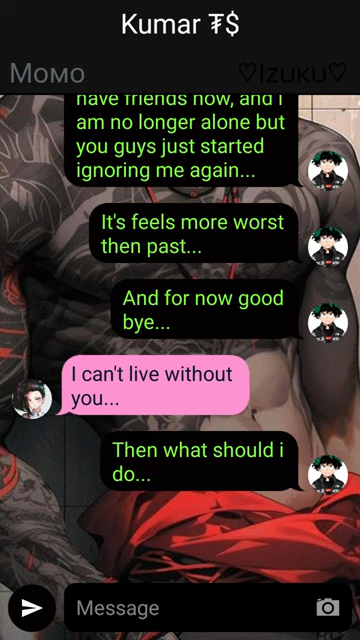 Kumar ₮$
Momo
♡Izuku♡
have friends now, and i
am no longer alone but
you guys just started
ignoring me again...
It's feels more worst
then past...
And for now good
bye...
I can't live without
you...
Then what should i
do...
Message